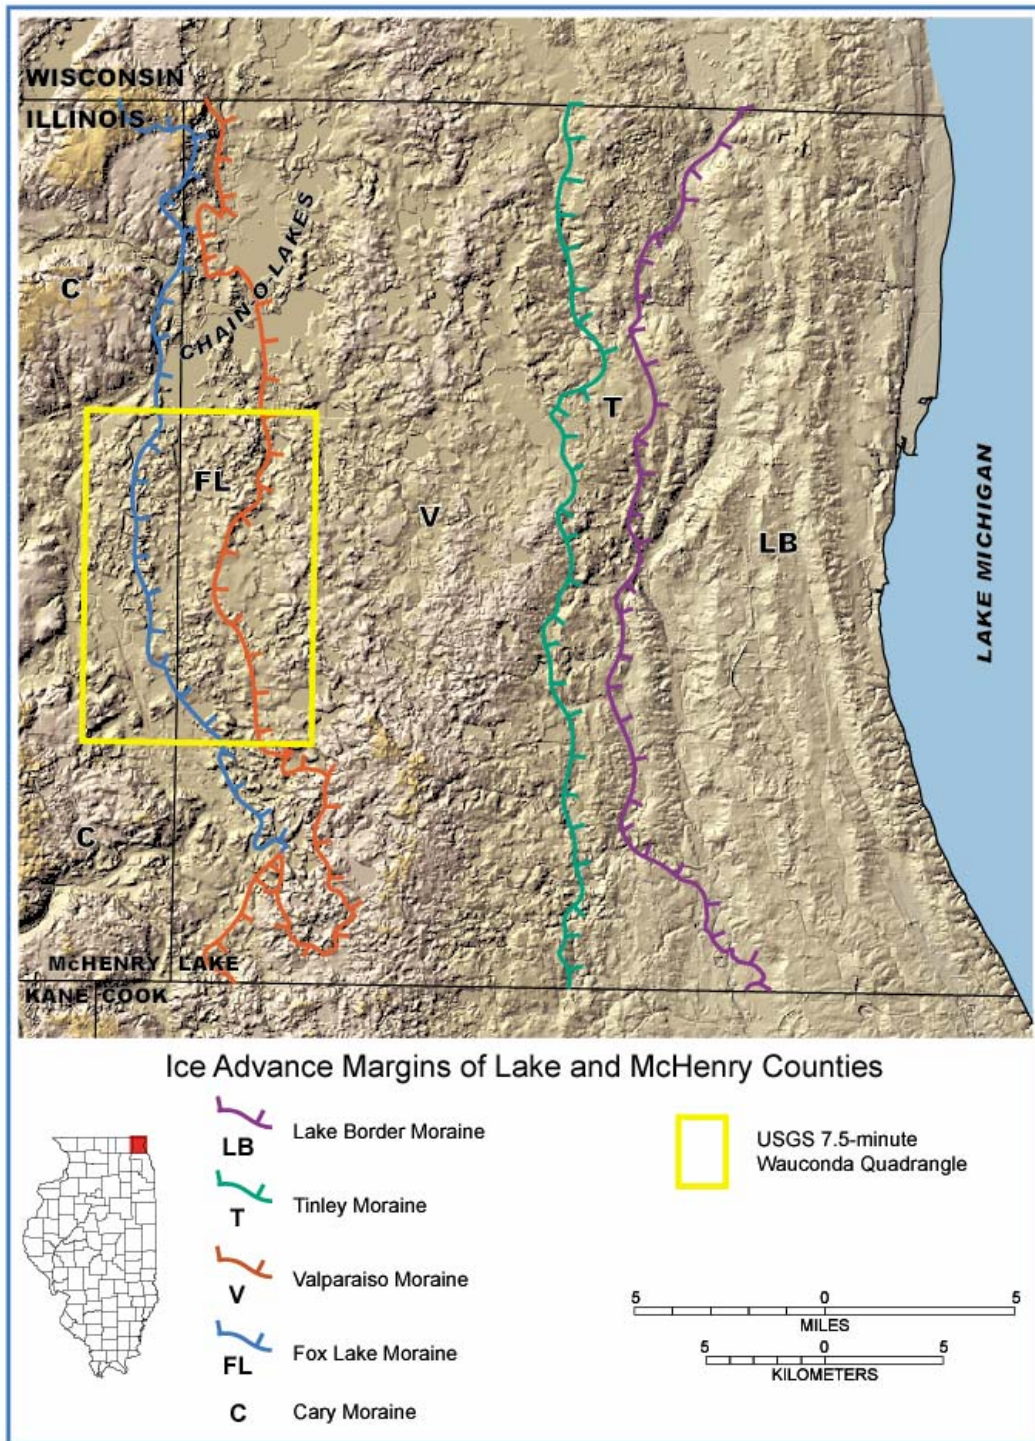 WISCONSIN
ILLINOIS
CHAIN-O-LAKES
C
FL
V
T
LB
LAKE MICHIGAN
C
McHENRY LAKE
KANE COOK
Ice Advance Margins of Lake and McHenry Counties
LB Lake Border Moraine
T Tinley Moraine
V Valparaiso Moraine
FL Fox Lake Moraine
C Cary Moraine
USGS 7.5-minute
Wauconda Quadrangle
5 0 5
MILES
5 0 5
KILOMETERS